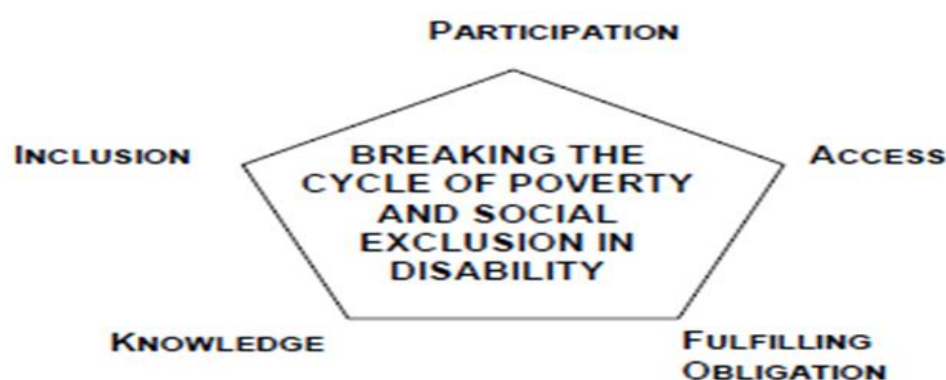 PARTICIPATION
INCLUSION
BREAKING THE
CYCLE OF POVERTY
AND SOCIAL
EXCLUSION IN
DISABILITY
ACCESS
KNOWLEDGE
FULFILLING
OBLIGATION